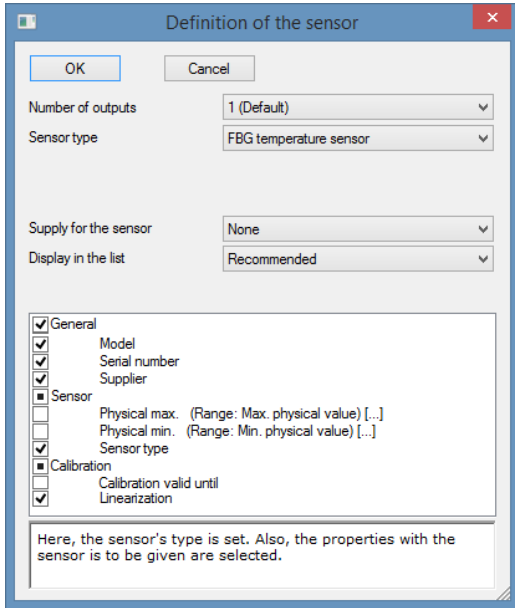 Definition of the sensor
OK Cancel
Number of outputs 1 (Default)
Sensor type FBG temperature sensor
Supply for the sensor None
Display in the list Recommended
General
Model
Serial number
Supplier
Sensor
Physical max. (Range: Max. physical value) [...]
Physical min. (Range: Min. physical value) [...]
Sensor type
Calibration
Calibration valid until
Linearization
Here, the sensor's type is set. Also, the properties with the
sensor is to be given are selected.